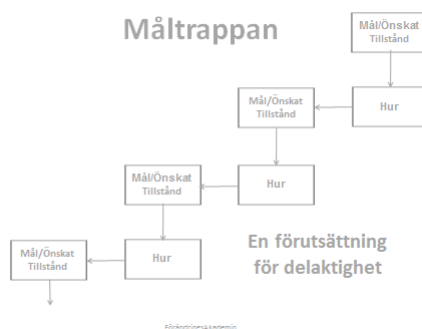 Måltrappan
Mål/Önskat
Tillstånd
Mål/Önskat
Tillstånd
Hur
Mål/Önskat
Tillstånd
Hur
Mål/Önskat
Tillstånd
Hur
En förutsättning
för delaktighet
FörändringsAkademin